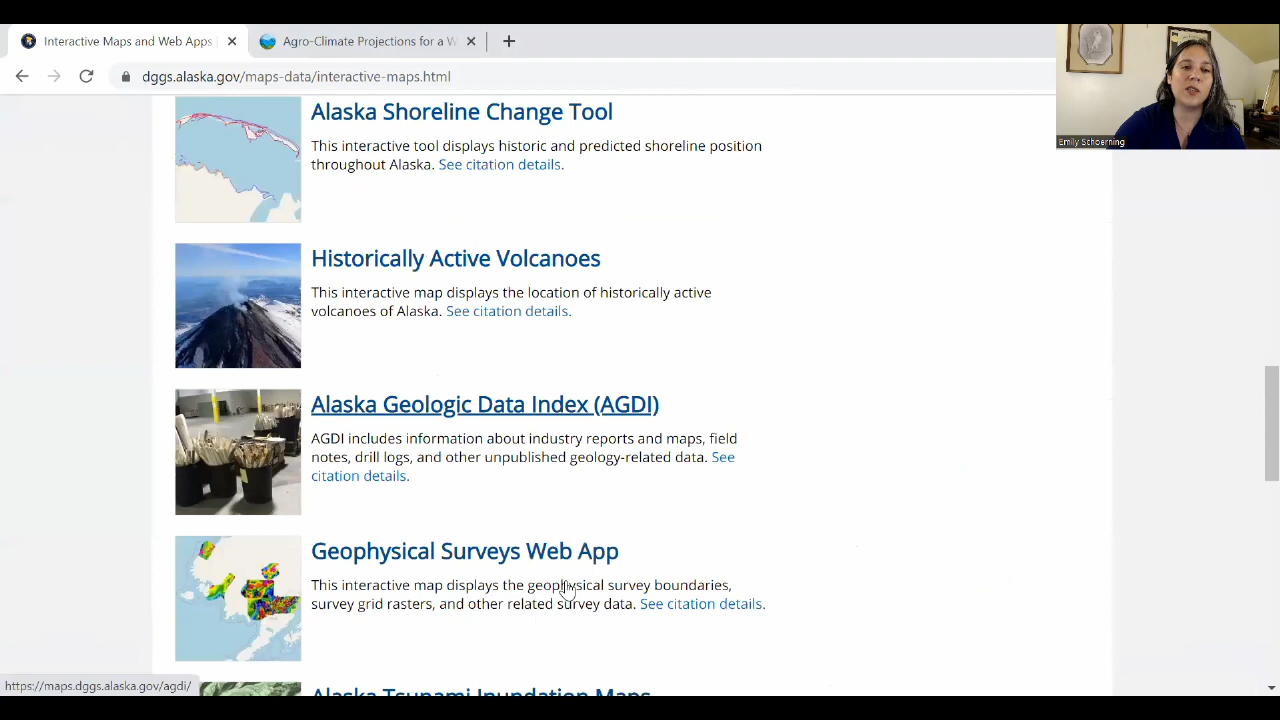 Interactive Maps and Web Apps
Agro-Climate Projections for a W
dggs.alaska.gov/maps-data/interactive-maps.html
Emily Schoerning
Alaska Shoreline Change Tool
This interactive tool displays historic and predicted shoreline position
throughout Alaska. See citation details.
Historically Active Volcanoes
This interactive map displays the location of historically active
volcanoes of Alaska. See citation details.
Alaska Geologic Data Index (AGDI)
AGDI includes information about industry reports and maps, field
notes, drill logs, and other unpublished geology-related data. See
citation details.
Geophysical Surveys Web App
This interactive map displays the geophysical survey boundaries,
survey grid rasters, and other related survey data. See citation details.
Alaska Tsunami Inundation Maps
https://maps.dggs.alaska.gov/agdi/